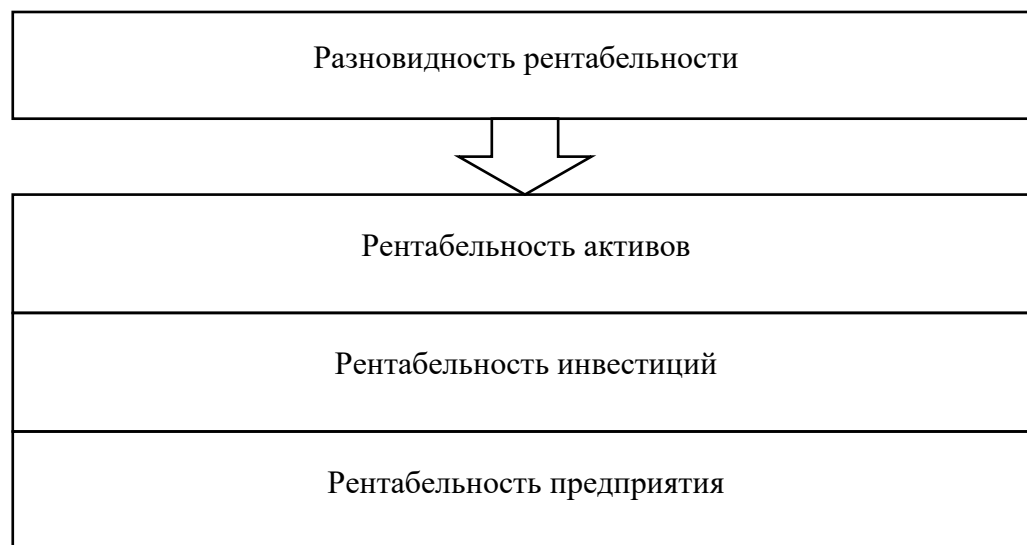 Разновидность рентабельности
Рентабельность активов
Рентабельность инвестиций
Рентабельность предприятия